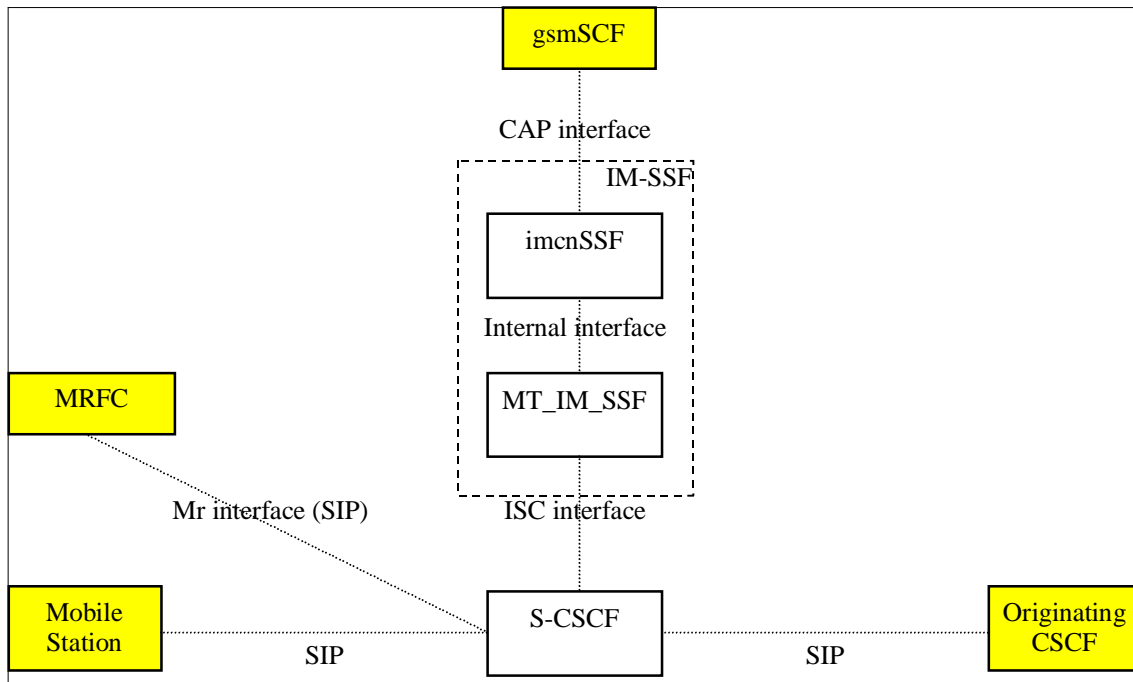 gsmSCF
CAP interface
IM-SSF
imcnSSF
Internal interface
MRFC
MT_IM_SSF
Mr interface (SIP)
ISC interface
Mobile
Station
SIP
S-CSCF
SIP
Originating
CSCF